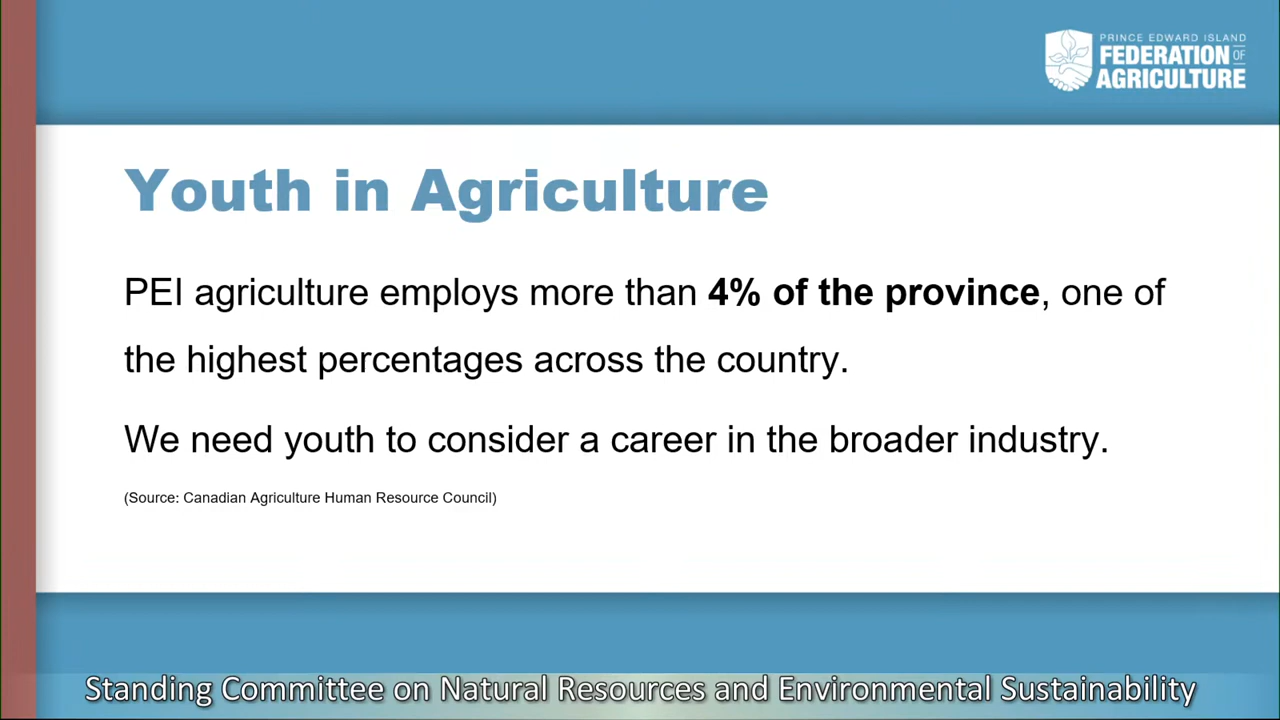 PRINCE EDWARD ISLAND
FEDERATION OF
AGRICULTURE
Youth in Agriculture
PEI agriculture employs more than 4% of the province, one of
the highest percentages across the country.
We need youth to consider a career in the broader industry.
(Source: Canadian Agriculture Human Resource Council)
Standing Committee on Natural Resources and Environmental Sustainability